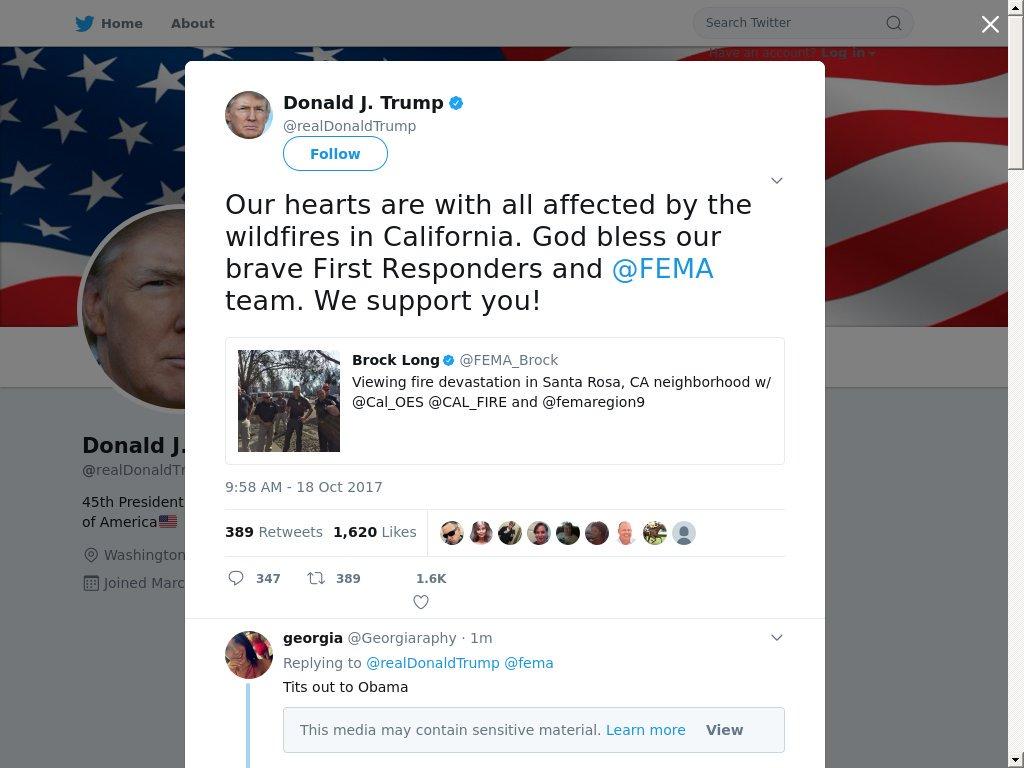 Home About Search Twitter
Have an account? Log in
Donald J. Trump
@realDonaldTrump
Follow
Our hearts are with all affected by the
wildfires in California. God bless our
brave First Responders and @FEMA
team. We support you!
Brock Long @FEMA_Brock
Viewing fire devastation in Santa Rosa, CA neighborhood w/
@Cal_OES @CAL_FIRE and @femaregion9
9:58 AM - 18 Oct 2017
389 Retweets 1,620 Likes
347 389 1.6K
georgia @Georgiaraphy · 1m
Replying to @realDonaldTrump @fema
Tits out to Obama
This media may contain sensitive material. Learn more View
Donald J.
@realDonaldTr
45th President
of America
Washington
Joined Marc